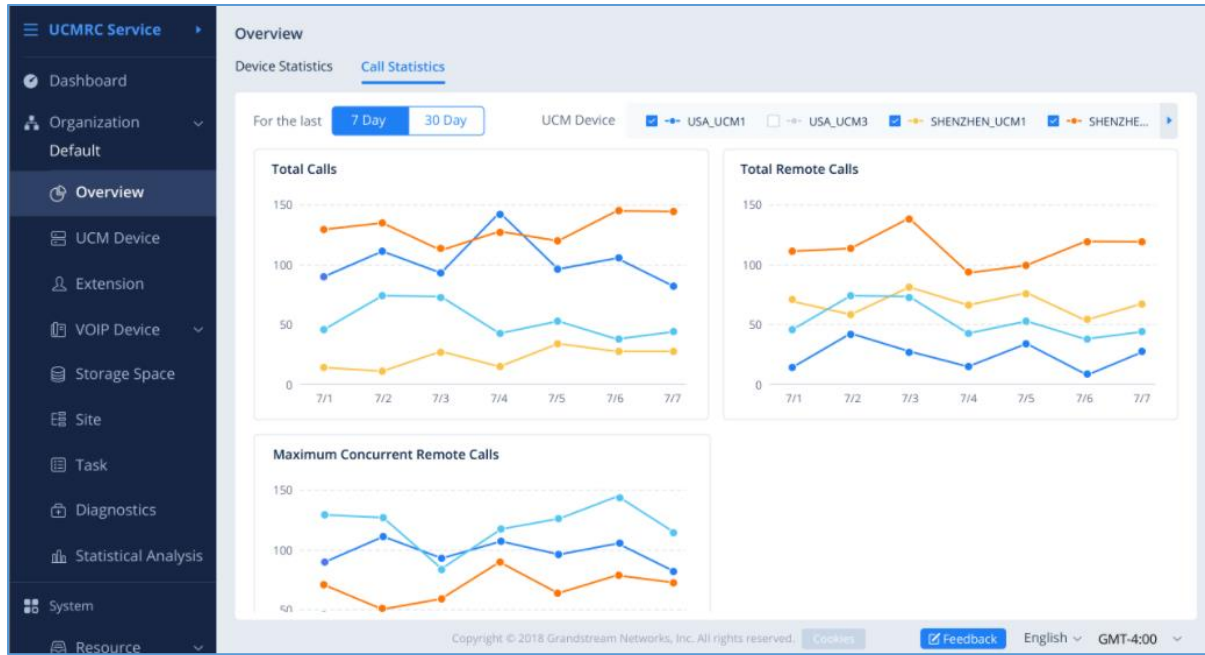 UCMRC Service
Dashboard
Organization
Default
Overview
UCM Device
Extension
VOIP Device
Storage Space
Site
Task
Diagnostics
Statistical Analysis
System
Resource
Overview
Device Statistics Call Statistics
For the last 7 Day 30 Day UCM Device USA_UCM1 USA_UCM3 SHENZHEN_UCM1 SHENZHE...
Total Calls
150
100
50
0
7/1 7/2 7/3 7/4 7/5 7/6 7/7
Total Remote Calls
150
100
50
0
7/1 7/2 7/3 7/4 7/5 7/6 7/7
Maximum Concurrent Remote Calls
150
100
50
Copyright © 2018 Grandstream Networks, Inc. All rights reserved. Cookies Feedback English GMT-4:00